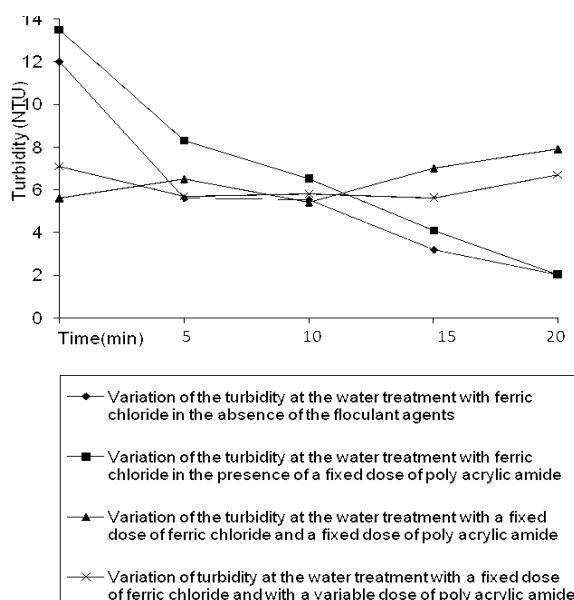 14
12
10
8
6
4
2
0
Turbidity (NTU)
Time(min) 5 10 15 20
Variation of the turbidity at the water treatment with ferric
chloride in the absence of the floculant agents
Variation of the turbidity at the water treatment with ferric
chloride in the presence of a fixed dose of poly acrylic amide
Variation of the turbidity at the water treatment with a fixed
dose of ferric chloride and a fixed dose of poly acrylic amide
Variation of turbidity at the water treatment with a fixed dose
of ferric chloride and with a variable dose of poly acrylic amide